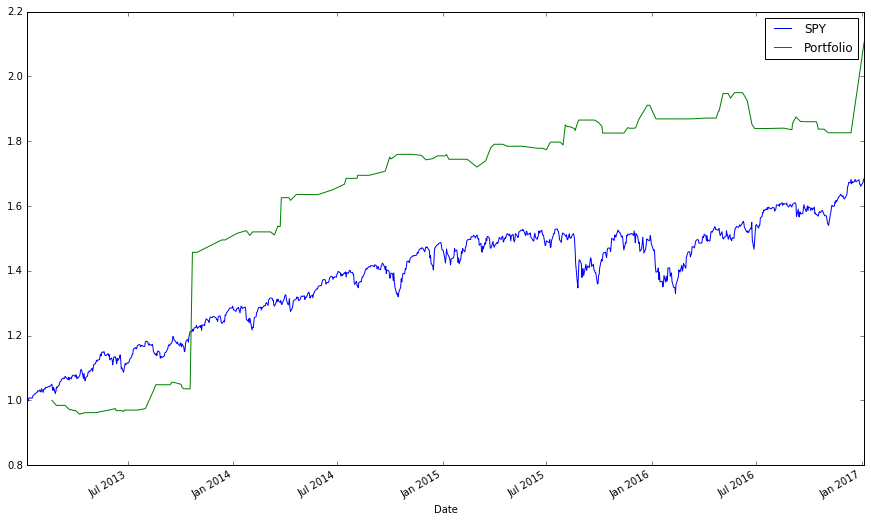 2.2
2.0
1.8
1.6
1.4
1.2
1.0
0.8
SPY
Portfolio
Jul 2013
Jan 2014
Jul 2014
Jan 2015
Jul 2015
Jan 2016
Jul 2016
Jan 2017
Date